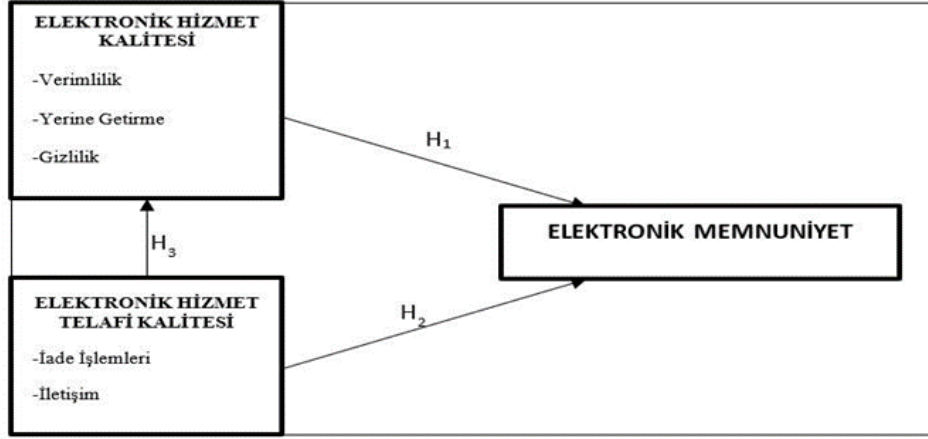 ELEKTRONİK HİZMET
KALİTESİ
-Verimlilik
-Yerine Getirme
-Gizlilik
H₁
ELEKTRONİK MEMNUNİYET
H₃
ELEKTRONİK HİZMET
TELAFİ KALİTESİ
-İade İşlemleri
-İletişim
H₂